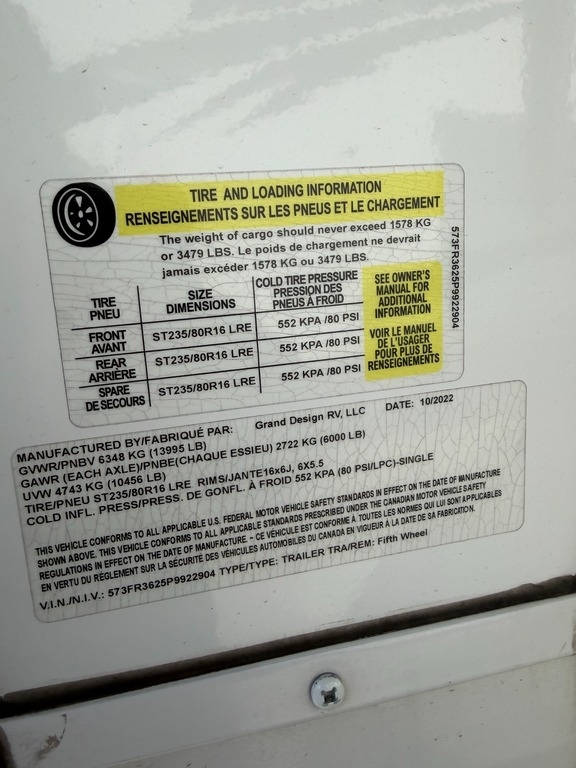 TIRE AND LOADING INFORMATION
RENSEIGNEMENTS SUR LES PNEUS ET LE CHARGEMENT
The weight of cargo should never exceed 1578 KG
or 3479 LBS. Le poids de chargement ne devrait
jamais excéder 1578 KG ou 3479 LBS.
TIRE
PNEU
SIZE
DIMENSIONS
COLD TIRE PRESSURE
PRESSION DES
PNEUS À FROID
FRONT
AVANT
ST235/80R16 LRE
552 KPA /80 PSI
REAR
ARRIÈRE
ST235/80R16 LRE
552 KPA /80 PSI
SPARE
DE SECOURS
ST235/80R16 LRE
552 KPA /80 PSI
SEE OWNER'S
MANUAL FOR
ADDITIONAL
INFORMATION
VOIR LE MANUEL
DE L'USAGER
POUR PLUS DE
RENSEIGNEMENTS
573FR3625P9922904
MANUFACTURED BY/FABRIQUÉ PAR: Grand Design RV, LLC DATE: 10/2022
GVWR/PNBV 6348 KG (13995 LB)
GAWR (EACH AXLE)/PNBE(CHAQUE ESSIEU) 2722 KG (6000 LB)
UVW 4743 KG (10456 LB)
TIRE/PNEU ST235/80R16 LRE RIMS/JANTE16x6J, 6X5.5
COLD INFL. PRESS/PRESS. DE GONFL. À FROID 552 KPA (80 PSI/LPC)-SINGLE
THIS VEHICLE CONFORMS TO ALL APPLICABLE U.S. FEDERAL MOTOR VEHICLE SAFETY STANDARDS IN EFFECT ON THE DATE OF MANUFACTURE
SHOWN ABOVE. THIS VEHICLE CONFORMS TO ALL APPLICABLE STANDARDS PRESCRIBED UNDER THE CANADIAN MOTOR VEHICLE SAFETY
REGULATIONS IN EFFECT ON THE DATE OF MANUFACTURE - CE VÉHICULE EST CONFORME À TOUTES LES NORMES QUI LUI SONT APPLICABLES
EN VERTU DU RÈGLEMENT SUR LA SÉCURITÉ DES VÉHICULES AUTOMOBILES DU CANADA EN VIGUEUR À LA DATE DE SA FABRICATION.
V.I.N./N.I.V.: 573FR3625P9922904 TYPE/TYPE: TRAILER TRA/REM: Fifth Wheel